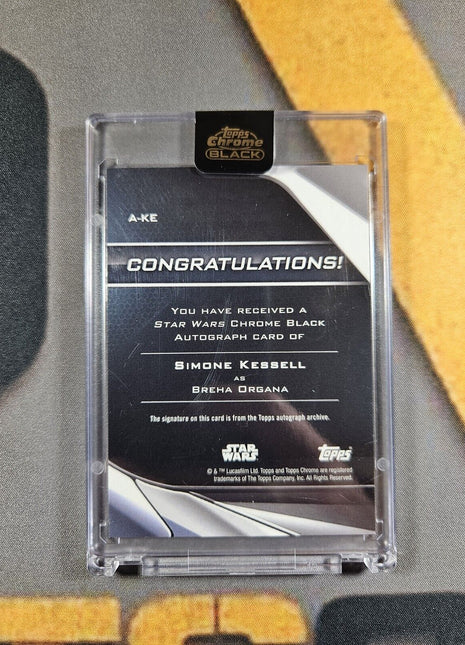 topps
Chrome
BLACK
A-KE
CONGRATULATIONS!
YOU HAVE RECEIVED A
STAR WARS CHROME BLACK
AUTOGRAPH CARD OF
SIMONE KESSELL
AS
BREHA ORGANA
The signature on this card is from the Topps autograph archive.
STAR WARS topps
© & ™ Lucasfilm Ltd. Topps and Topps Chrome are registered
trademarks of The Topps Company, Inc. All Rights Reserved.